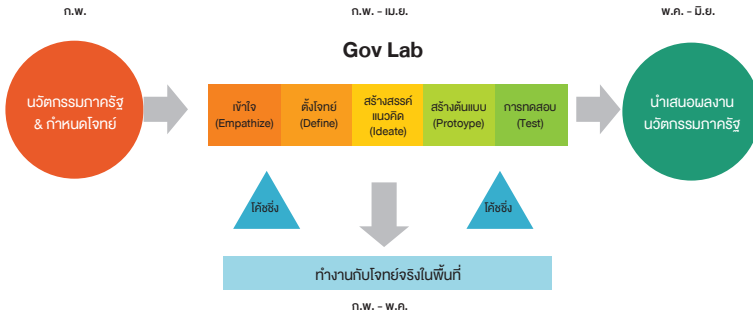 ก.พ.
ก.พ. - เม.ย.
พ.ค. - มิ.ย.
Gov Lab
นวัตกรรมภาครัฐ
& กำหนดโจทย์
เข้าใจ
(Empathize)
ตั้งโจทย์
(Define)
สร้างสรรค์
แนวคิด
(Ideate)
สร้างต้นแบบ
(Protoype)
การทดสอบ
(Test)
นำเสนอผลงาน
นวัตกรรมภาครัฐ
โค้ชชิ่ง
โค้ชชิ่ง
ทำงานกับโจทย์จริงในพื้นที่
ก.พ. - พ.ค.